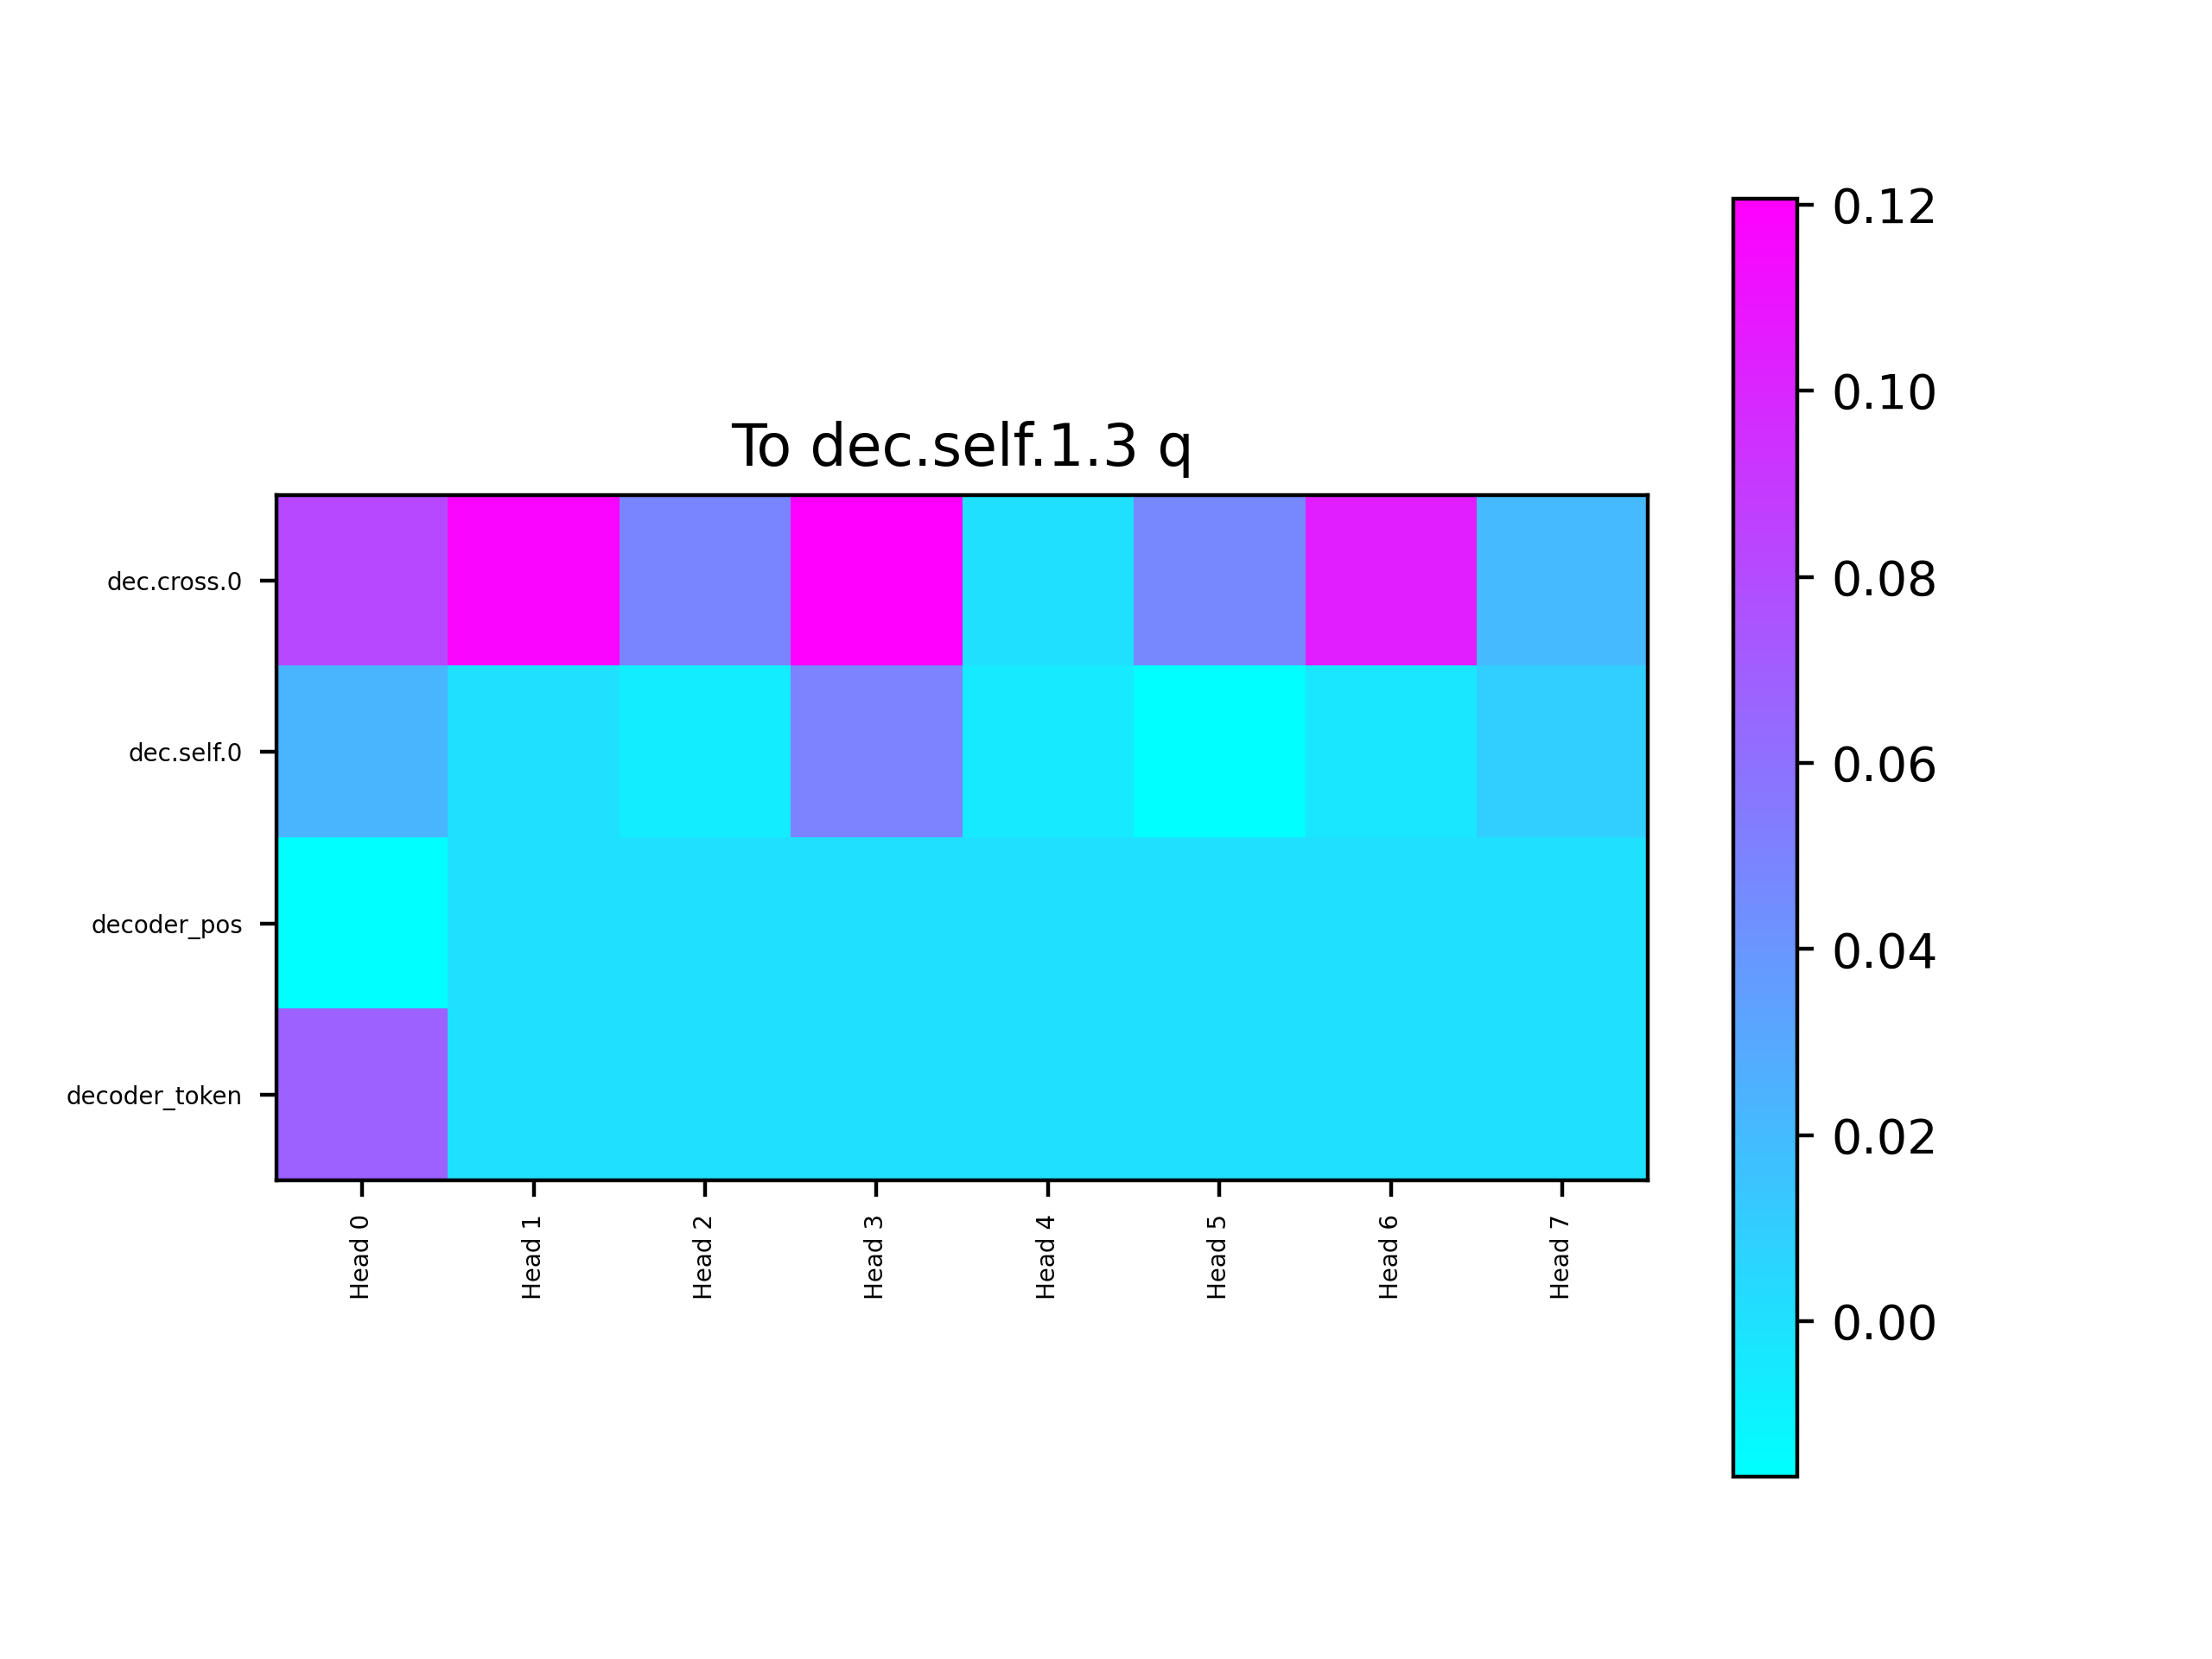 To dec.self.1.3 q
dec.cross.0
dec.self.0
decoder_pos
decoder_token
Head 0
Head 1
Head 2
Head 3
Head 4
Head 5
Head 6
Head 7
0.12
0.10
0.08
0.06
0.04
0.02
0.00